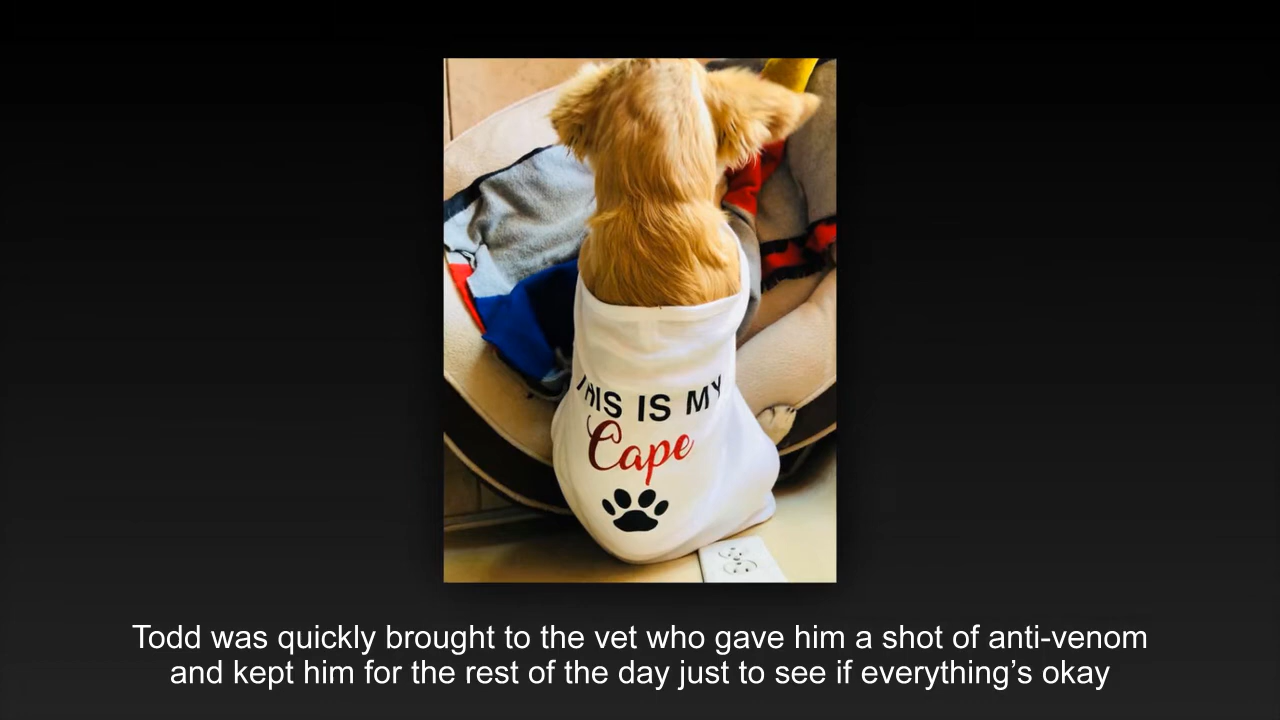 THIS IS MY
Cape
Todd was quickly brought to the vet who gave him a shot of anti-venom
and kept him for the rest of the day just to see if everything’s okay